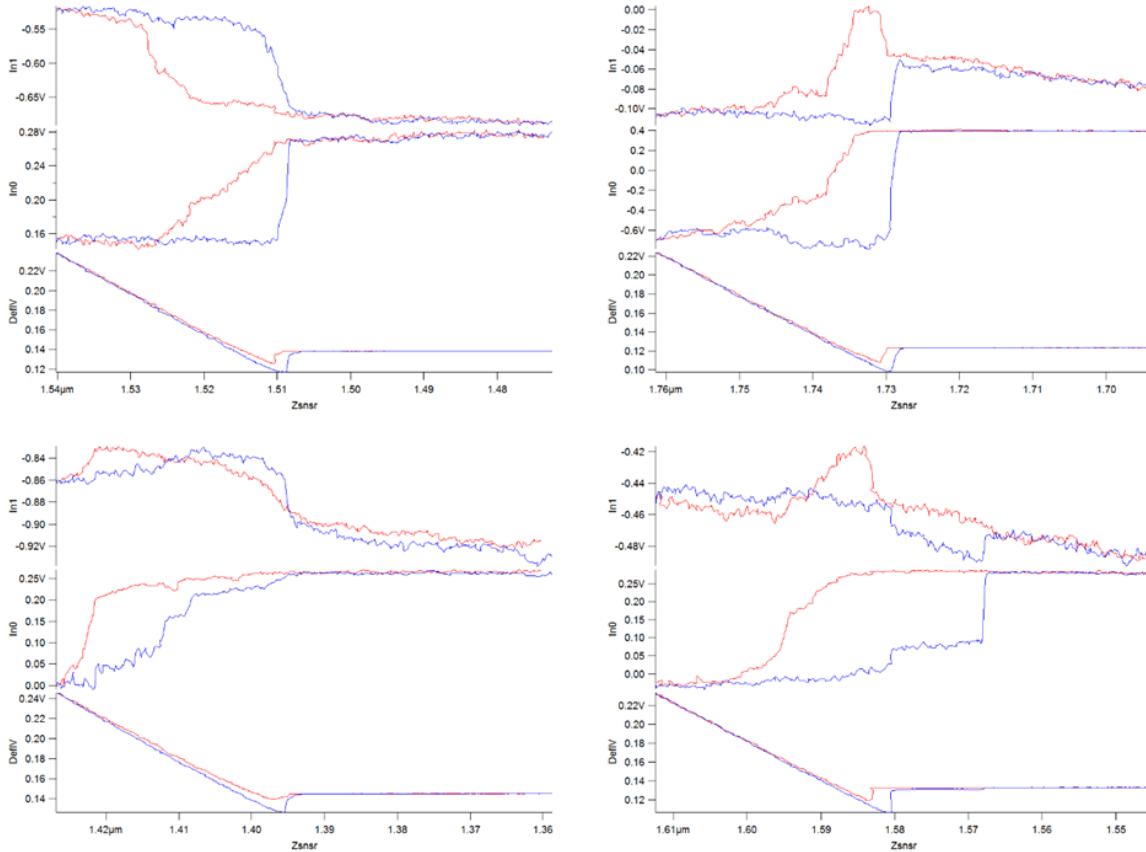 In1
-0.55
-0.60
-0.65V
In0
0.28V
0.24
0.20
0.16
DeflV
0.22V
0.20
0.18
0.16
0.14
0.12
1.54µm
1.53
1.52
1.51
1.50
1.49
1.48
Zsnsr
In1
-0.00
-0.02
-0.04
-0.06
-0.08
-0.10V
In0
0.4
0.2
0.0
-0.2
-0.4
-0.6V
DeflV
0.22V
0.20
0.18
0.16
0.14
0.12
0.10
1.76µm
1.75
1.74
1.73
1.72
1.71
1.70
Zsnsr
In1
-0.84
-0.86
-0.88
-0.90
-0.92V
In0
0.25V
0.20
0.15
0.10
0.05
0.00
DeflV
0.24V
0.22
0.20
0.18
0.16
0.14
1.42µm
1.41
1.40
1.39
1.38
1.37
1.36
Zsnsr
In1
-0.42
-0.44
-0.46
-0.48V
In0
0.25V
0.20
0.15
0.10
0.05
0.00
DeflV
0.22V
0.20
0.18
0.16
0.14
0.12
1.61µm
1.60
1.59
1.58
1.57
1.56
1.55
Zsnsr